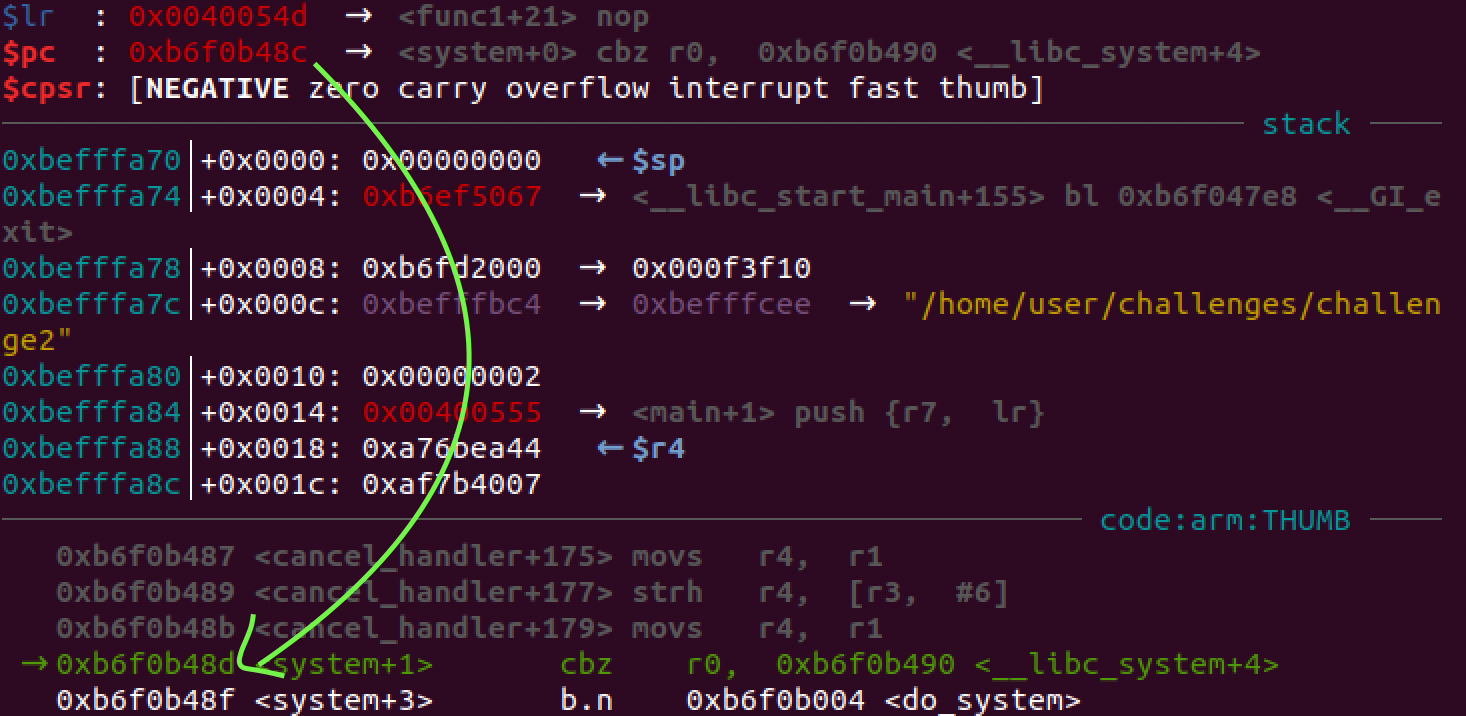 $lr  : 0x0040054d  →  <func1+21> nop
$pc  : 0xb6f0b48c  →  <system+0> cbz r0,  0xb6f0b490 <__libc_system+4>
$cpsr: [NEGATIVE zero carry overflow interrupt fast thumb]
stack
0xbefffa70│+0x0000: 0x00000000   ←$sp
0xbefffa74│+0x0004: 0xb6ef5067  →  <__libc_start_main+155> bl 0xb6f047e8 <__GI_e
xit>
0xbefffa78│+0x0008: 0xb6fd2000  →  0x000f3f10
0xbefffa7c│+0x000c: 0xbefffbc4  →  0xbefffcee  →  "/home/user/challenges/challen
ge2"
0xbefffa80│+0x0010: 0x00000002
0xbefffa84│+0x0014: 0x00400555  →  <main+1> push {r7,  lr}
0xbefffa88│+0x0018: 0xa76bea44   ←$r4
0xbefffa8c│+0x001c: 0xaf7b4007
code:arm:THUMB
0xb6f0b487 <cancel_handler+175> movs   r4,  r1
0xb6f0b489 <cancel_handler+177> strh   r4,  [r3,  #6]
0xb6f0b48b <cancel_handler+179> movs   r4,  r1
→0xb6f0b48d <system+1>       cbz    r0,  0xb6f0b490 <__libc_system+4>
0xb6f0b48f <system+3>       b.n    0xb6f0b004 <do_system>